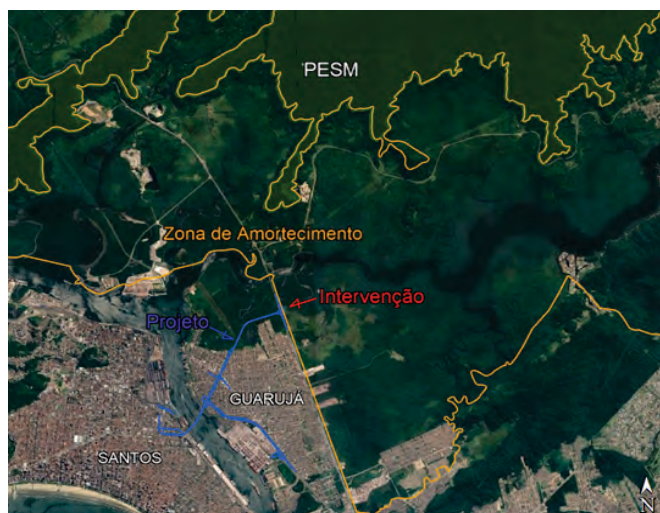 PESM
Zona de Amortecimento
Intervenção
Projeto
GUARUJÁ
SANTOS
N